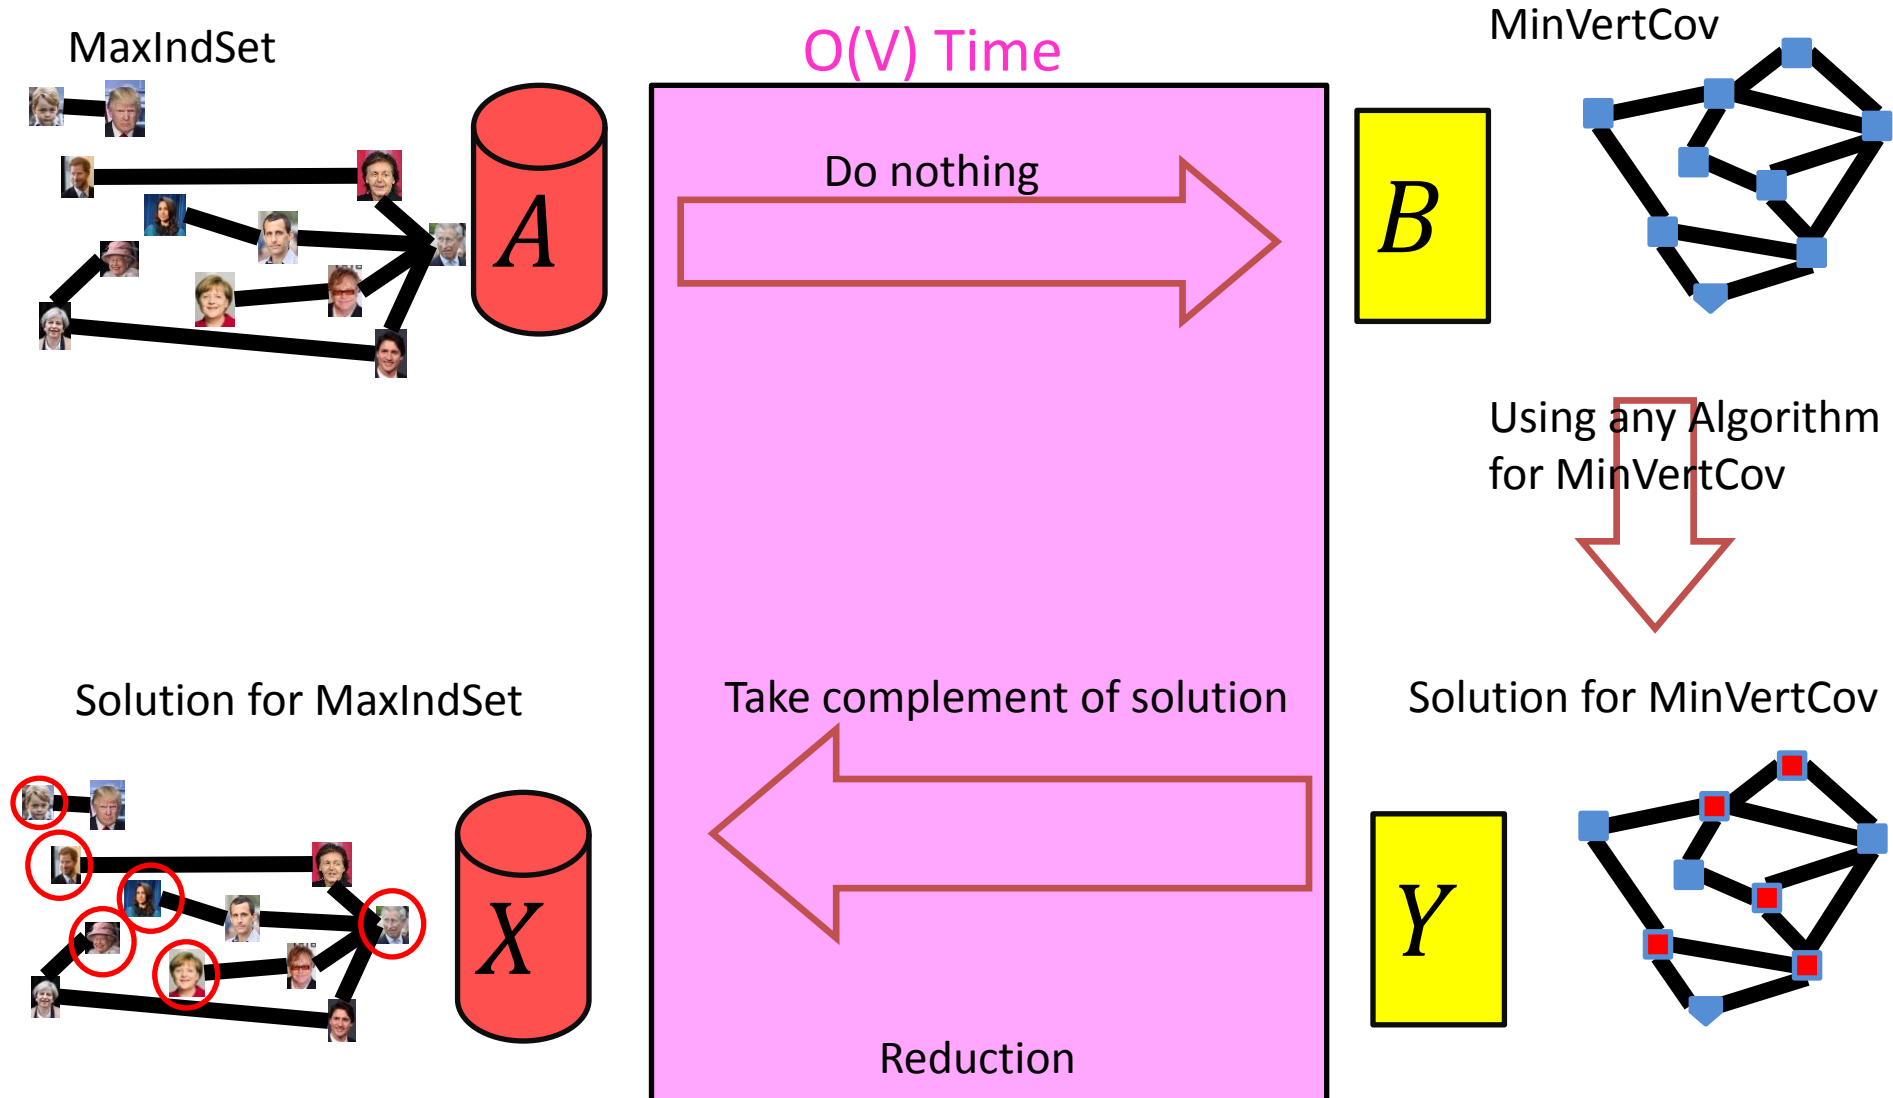 MaxIndSet
O(V) Time
MinVertCov
A
Do nothing
B
Using any Algorithm
for MinVertCov
Solution for MaxIndSet
Take complement of solution
Solution for MinVertCov
X
Y
Reduction